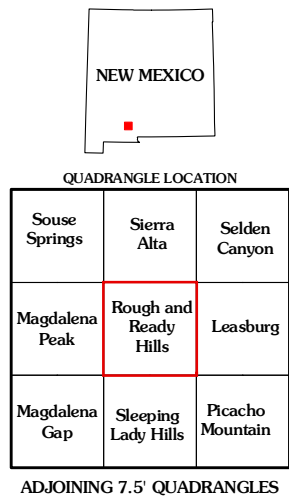 NEW MEXICO
QUADRANGLE LOCATION
Souse
Springs
Sierra
Alta
Selden
Canyon
Magdalena
Peak
Rough and
Ready
Hills
Leasburg
Magdalena
Gap
Sleeping
Lady Hills
Picacho
Mountain
ADJOINING 7.5' QUADRANGLES